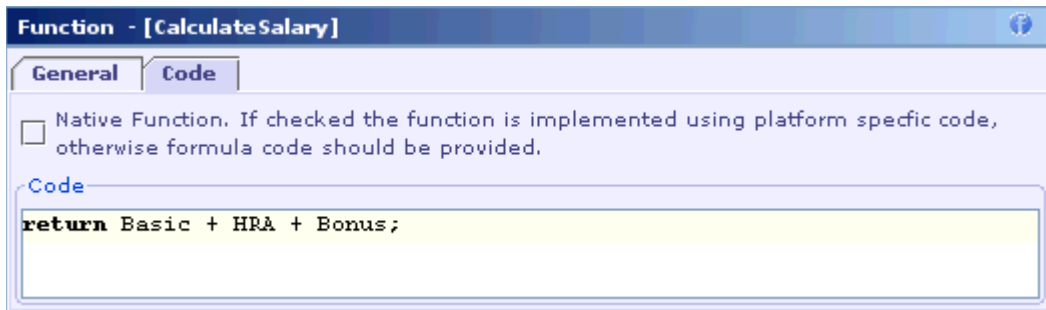 Function - [CalculateSalary]
General Code
Native Function. If checked the function is implemented using platform specfic code,
otherwise formula code should be provided.
Code
return Basic + HRA + Bonus;